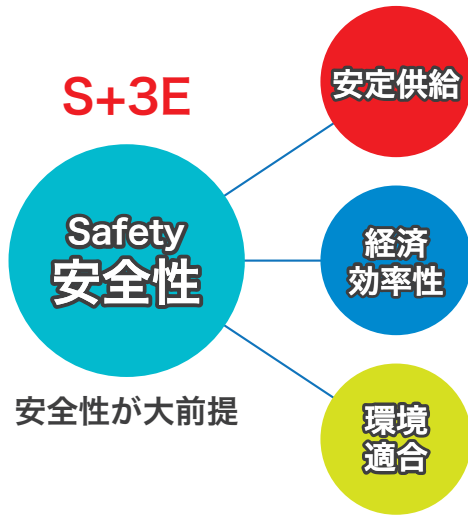 S+3E
Safety
安全性
安全性が大前提
安定供給
経済
効率性
環境
適合